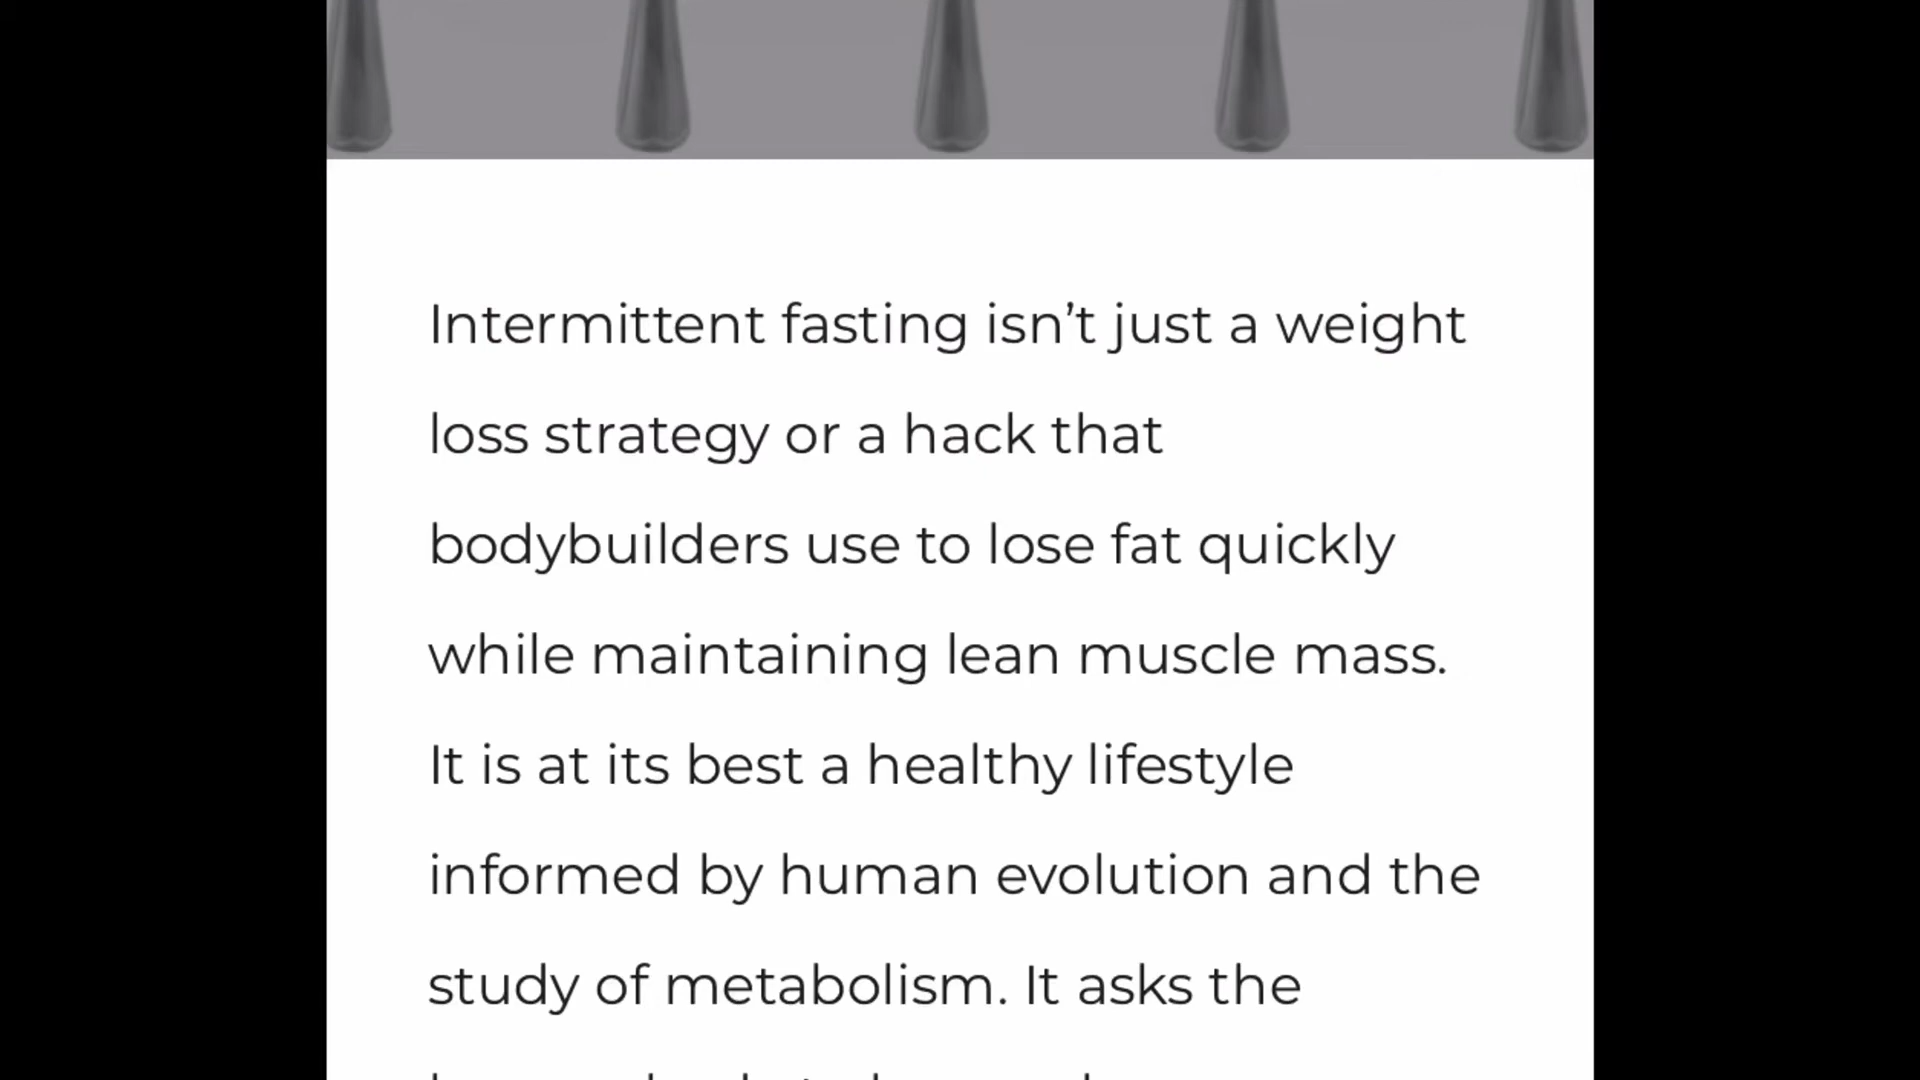 Intermittent fasting isn’t just a weight
loss strategy or a hack that
bodybuilders use to lose fat quickly
while maintaining lean muscle mass.
It is at its best a healthy lifestyle
informed by human evolution and the
study of metabolism. It asks the